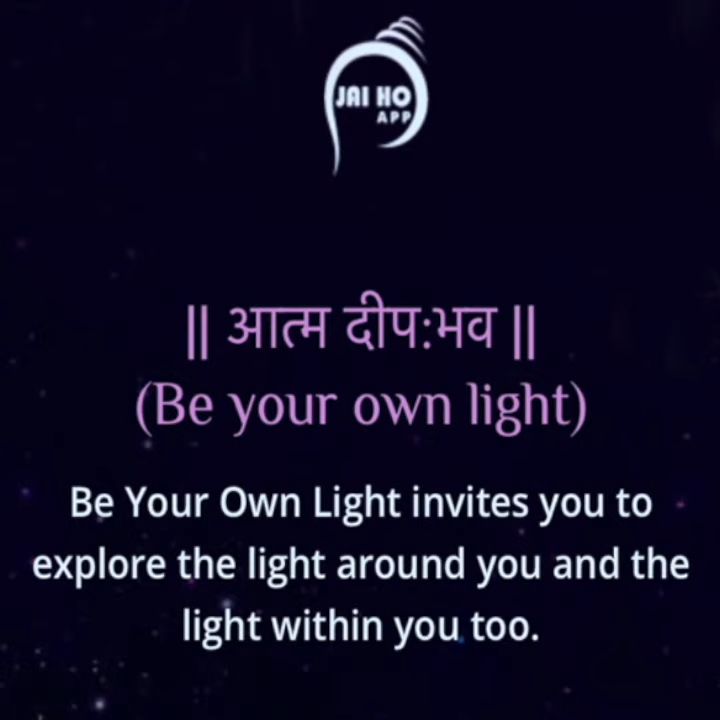 JAI HO
APP
|| आत्म दीप:भव ||
(Be your own light)
Be Your Own Light invites you to
explore the light around you and the
light within you too.